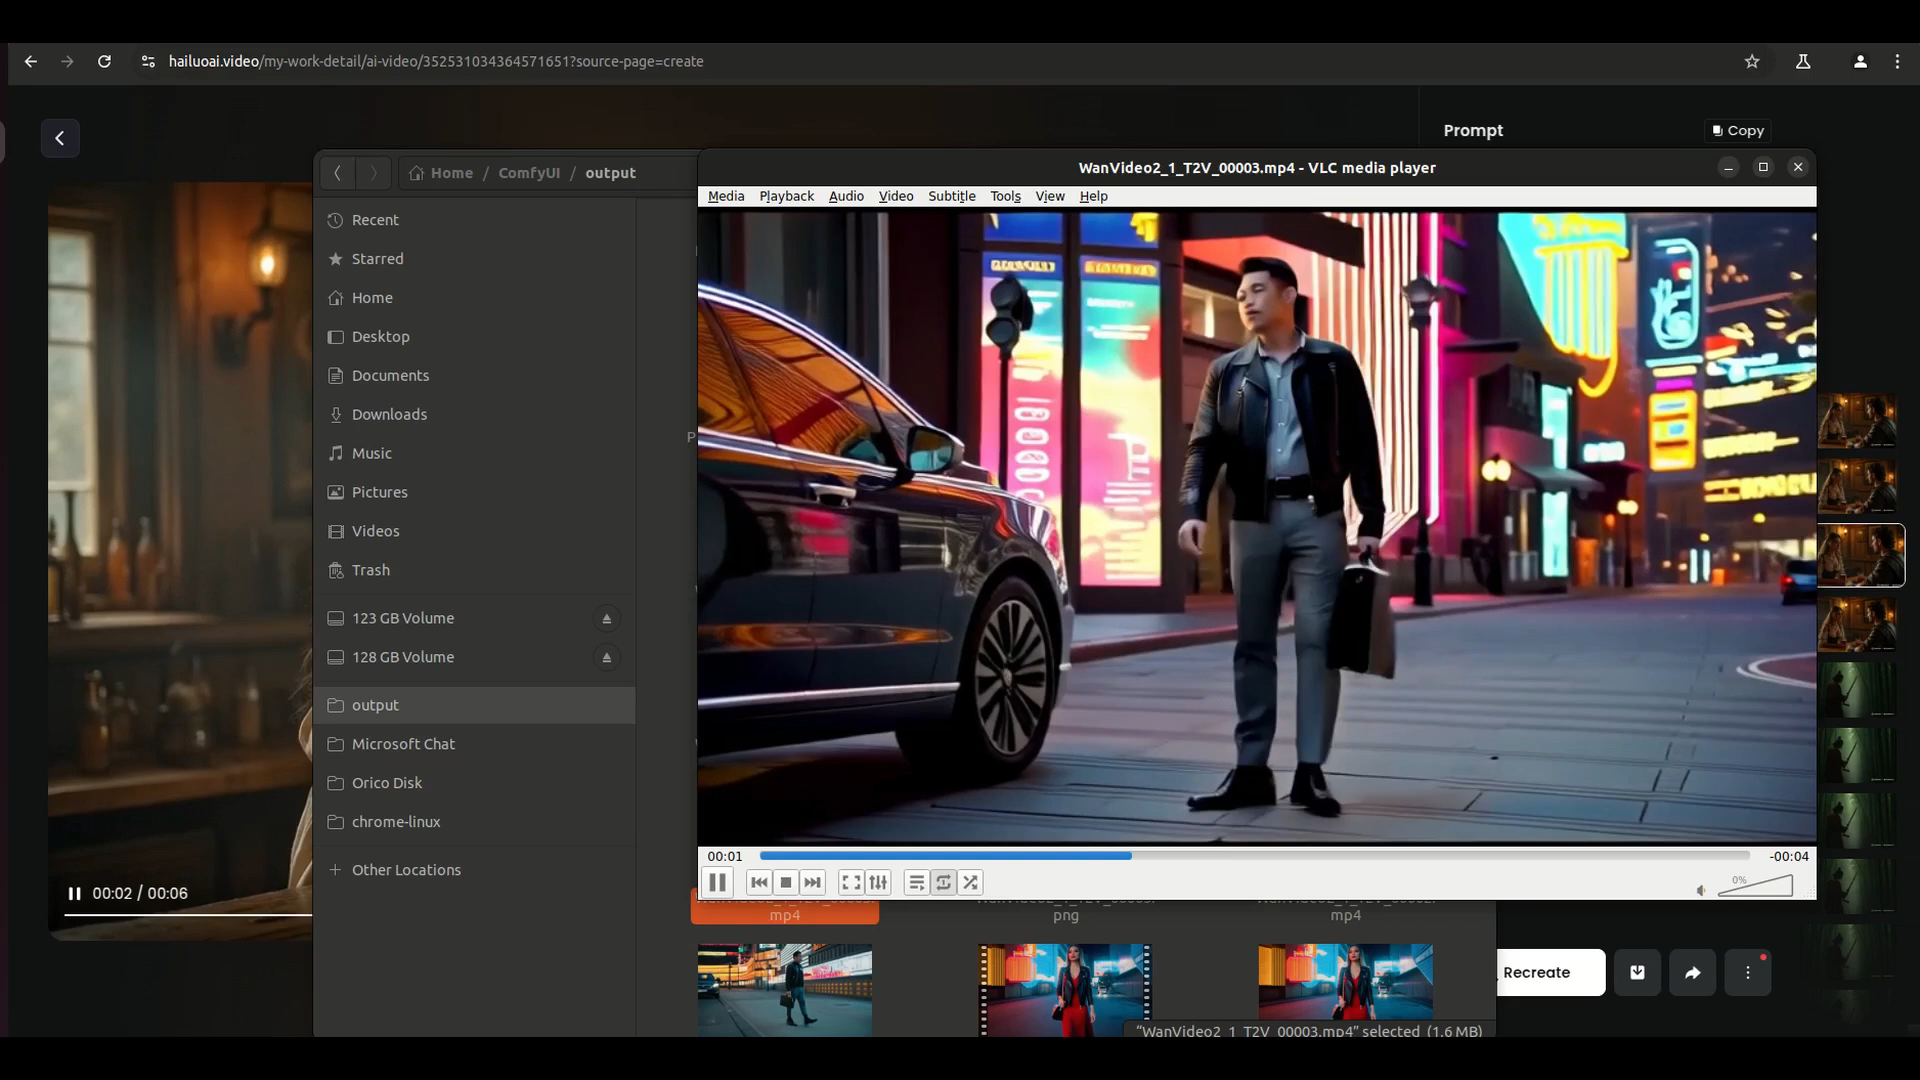 hailuoai.video/my-work-detail/ai-video/352531034364571651?source-page=create
Prompt
Copy
Home / ComfyUI / output
WanVideo2_1_T2V_00003.mp4 - VLC media player
Media Playback Audio Video Subtitle Tools View Help
Recent
Starred
Home
Desktop
Documents
Downloads
Music
Pictures
Videos
Trash
123 GB Volume
128 GB Volume
output
Microsoft Chat
Orico Disk
chrome-linux
Other Locations
00:02 / 00:06
00:01
-00:04
0%
mp4
png
mp4
Recreate
"WanVideo2_1_T2V_00003.mp4" selected (1.6 MB)